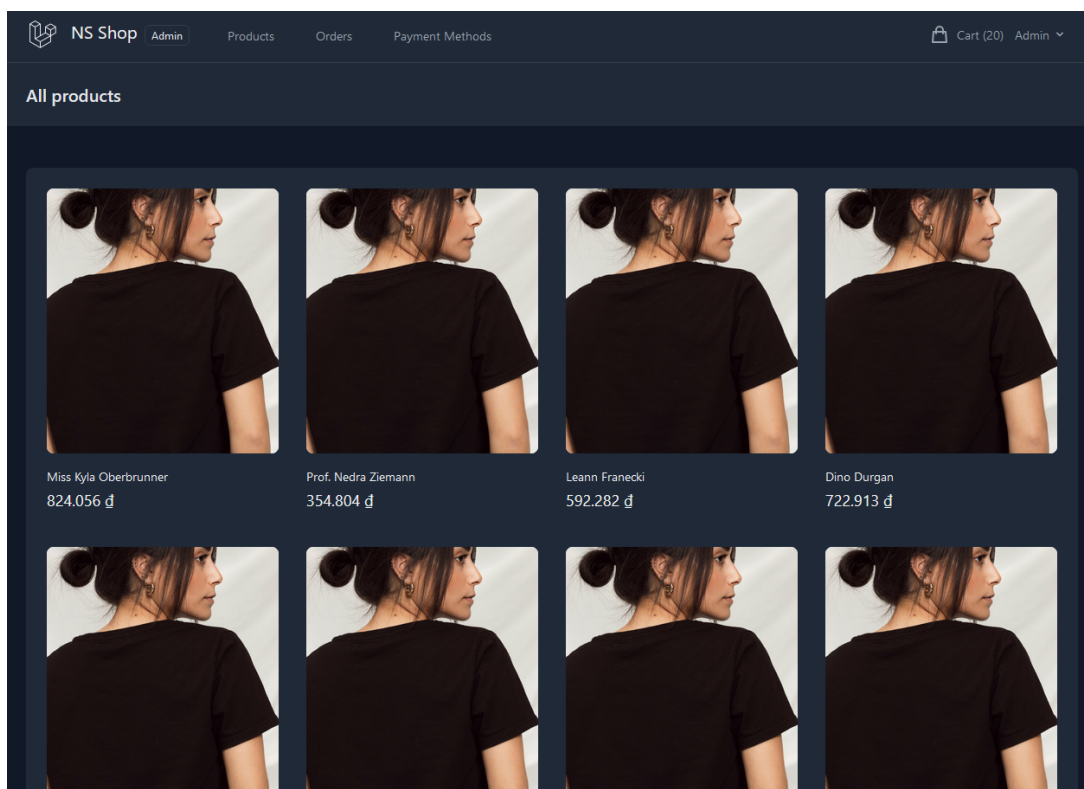 NS Shop Admin Products Orders Payment Methods Cart (20) Admin
All products
Miss Kyla Oberbrunner Prof. Nedra Ziemann Leann Franecki Dino Durgan
824.056 ₫ 354.804 ₫ 592.282 ₫ 722.913 ₫